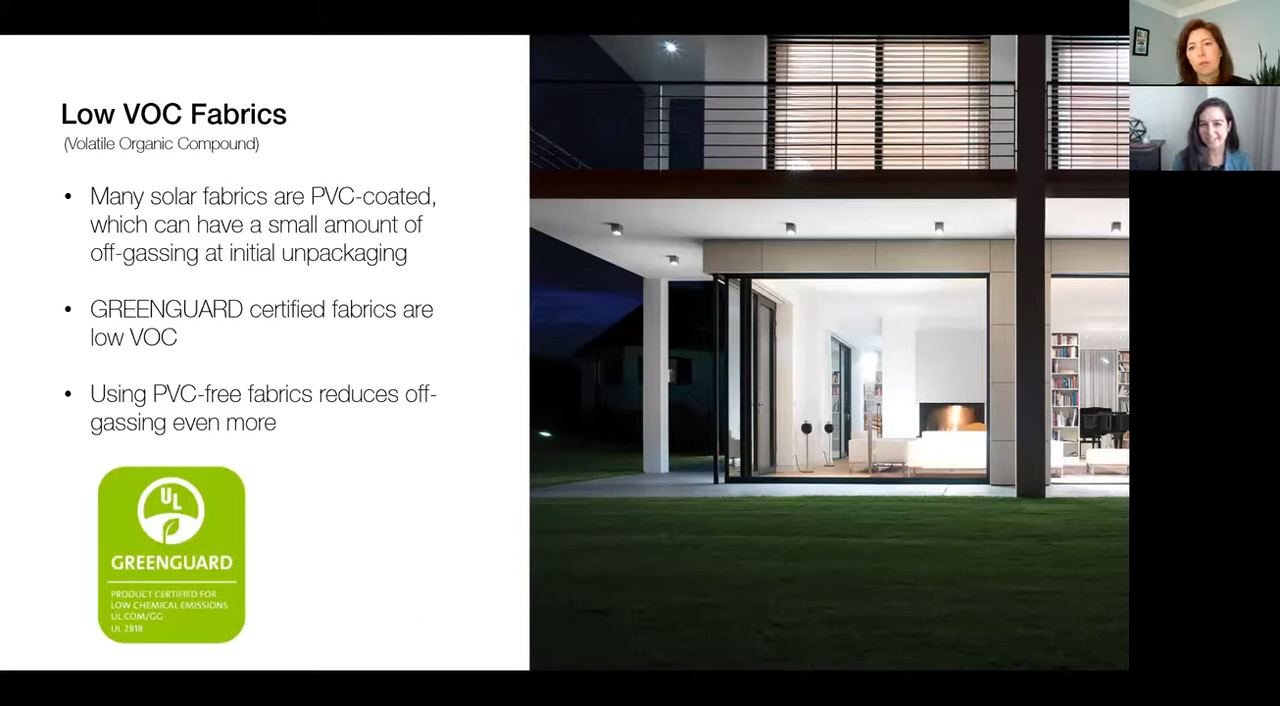 Low VOC Fabrics
(Volatile Organic Compound)
• Many solar fabrics are PVC-coated,
which can have a small amount of
off-gassing at initial unpackaging
• GREENGUARD certified fabrics are
low VOC
• Using PVC-free fabrics reduces off-
gassing even more
UL
GREENGUARD
PRODUCT CERTIFIED FOR
LOW CHEMICAL EMISSIONS
UL.COM/GG
UL 2818